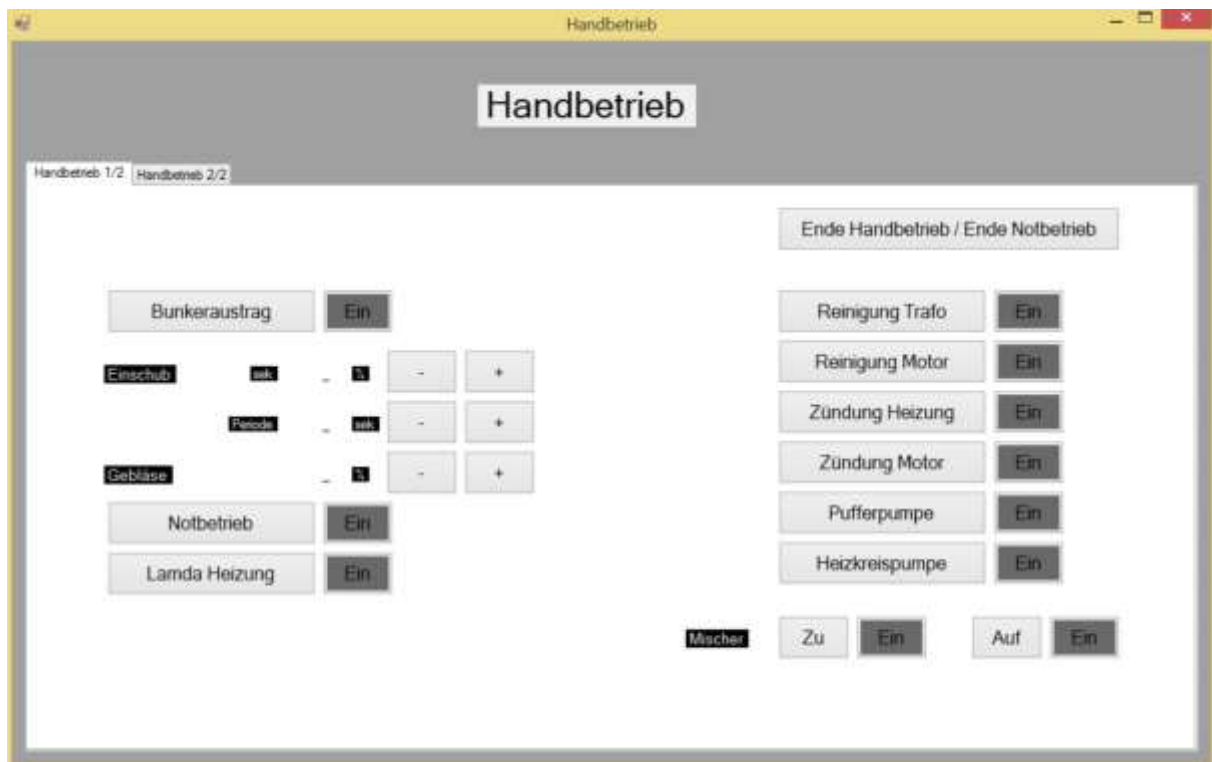 Handbetrieb
Handbetrieb
Handbetrieb 1/2 Handbetrieb 2/2
Ende Handbetrieb / Ende Notbetrieb
Bunkeraustrag Ein
Einschub sek _ % - +
Periode _ sek - +
Gebläse _ % - +
Notbetrieb Ein
Lamda Heizung Ein
Reinigung Trafo Ein
Reinigung Motor Ein
Zündung Heizung Ein
Zündung Motor Ein
Pufferpumpe Ein
Heizkreispumpe Ein
Mischer Zu Ein Auf Ein